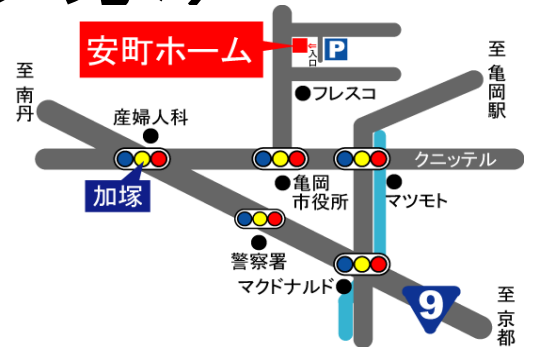 安町ホーム
入口
P
至亀岡駅
至南丹
フレスコ
産婦人科
クニッテル
加塚
亀岡
市役所
マツモト
警察署
マクドナルド
9
至京都